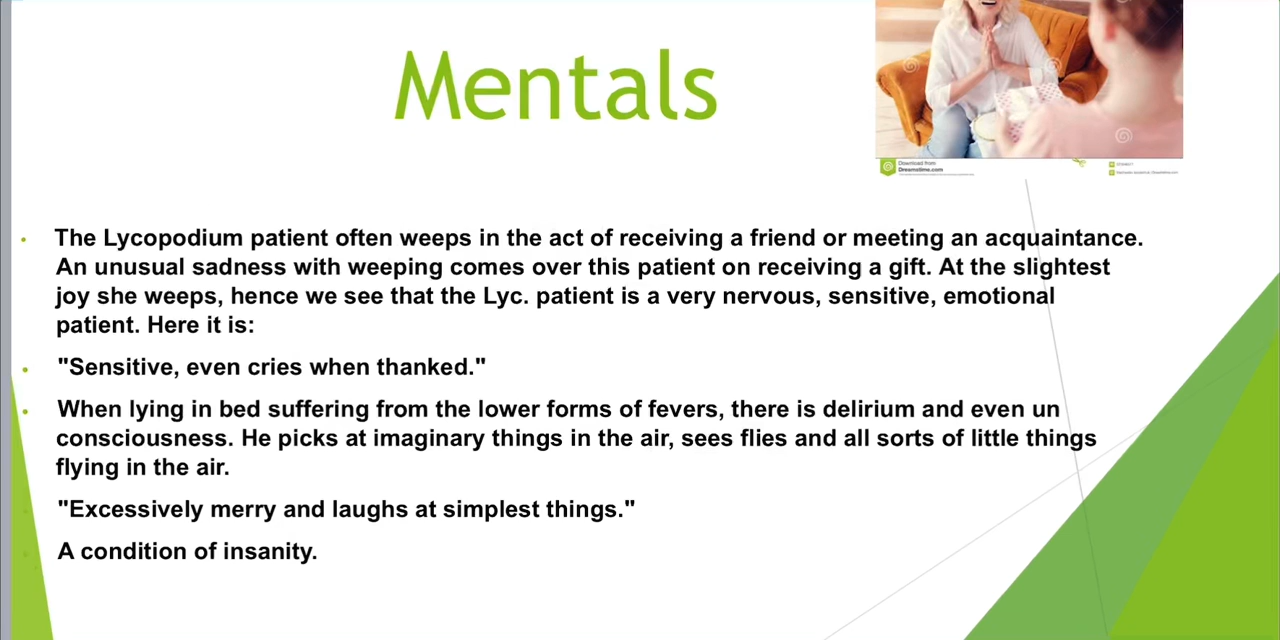 Mentals
Download from
Dreamstime.com
The Lycopodium patient often weeps in the act of receiving a friend or meeting an acquaintance.
An unusual sadness with weeping comes over this patient on receiving a gift. At the slightest
joy she weeps, hence we see that the Lyc. patient is a very nervous, sensitive, emotional
patient. Here it is:
"Sensitive, even cries when thanked."
When lying in bed suffering from the lower forms of fevers, there is delirium and even un
consciousness. He picks at imaginary things in the air, sees flies and all sorts of little things
flying in the air.
"Excessively merry and laughs at simplest things."
A condition of insanity.